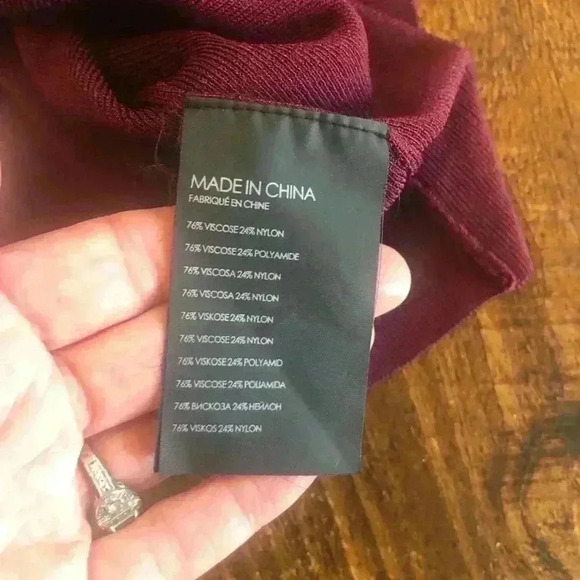 MADE IN CHINA
FABRIQUÉ EN CHINE
76% VISCOSE 24% NYLON
76% VISCOSE 24% POLYAMIDE
76% VISCOSA 24% NYLON
76% VISCOSA 24% NYLON
76% VISKOSE 24% NYLON
76% VISCOSE 24% NYLON
76% VISKOSE 24% POLYAMID
76% VISCOSE 24% POLIAMIDA
76% ВИСКОЗА 24% НЕЙЛОН
76% VISKOS 24% NYLON